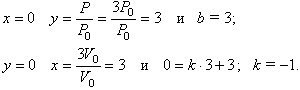 x = 0   y = P/P₀ = 3P₀/P₀ = 3   и   b = 3;
y = 0   x = 3V₀/V₀ = 3   и   0 = k · 3 + 3;   k = −1.